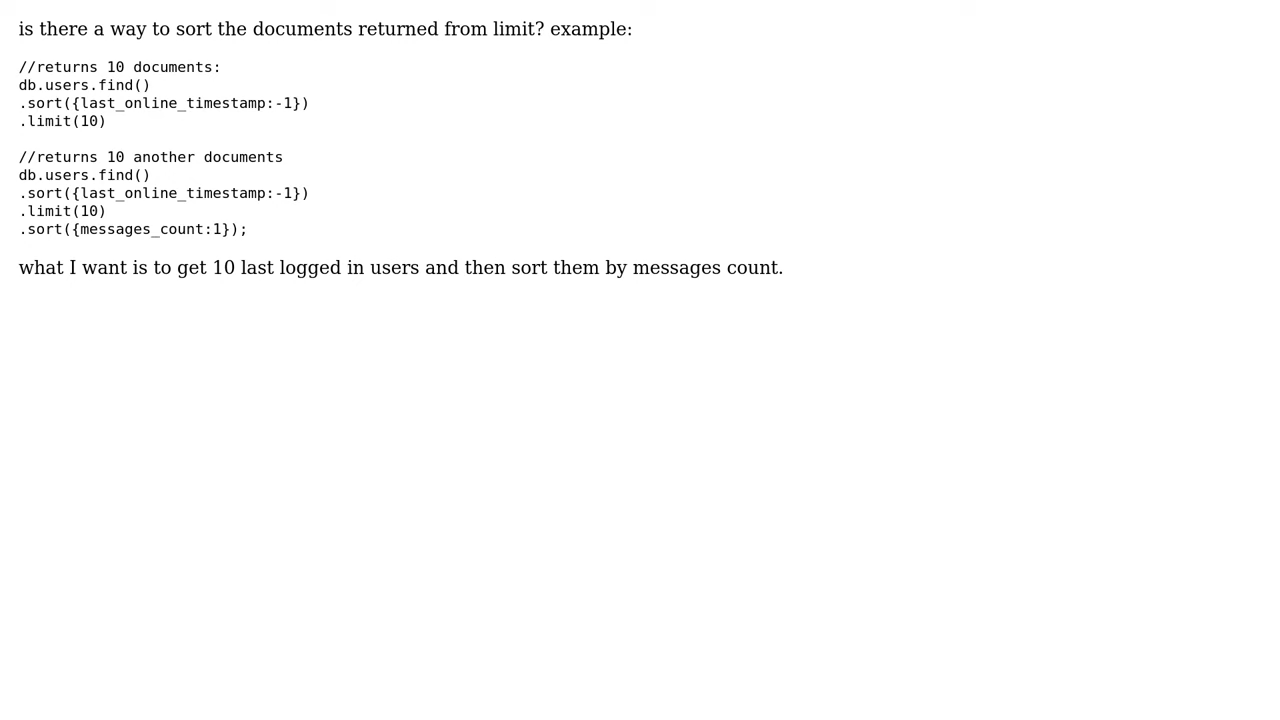 is there a way to sort the documents returned from limit? example:
//returns 10 documents:
db.users.find()
.sort({last_online_timestamp:-1})
.limit(10)
//returns 10 another documents
db.users.find()
.sort({last_online_timestamp:-1})
.limit(10)
.sort({messages_count:1});
what I want is to get 10 last logged in users and then sort them by messages count.